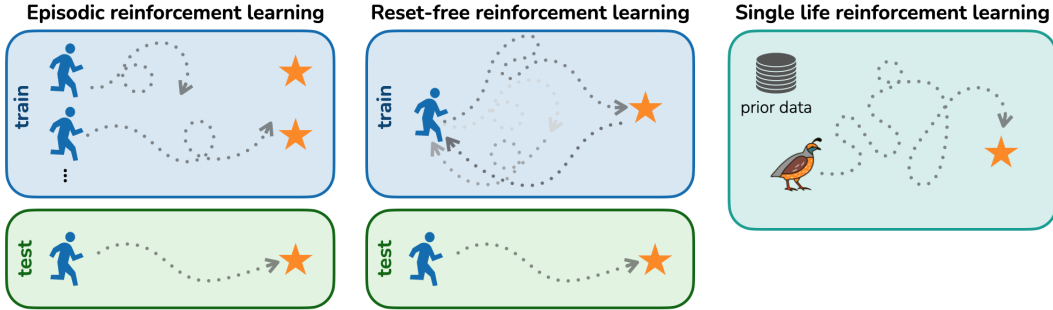 Episodic reinforcement learning
train
test
Reset-free reinforcement learning
train
test
Single life reinforcement learning
prior data